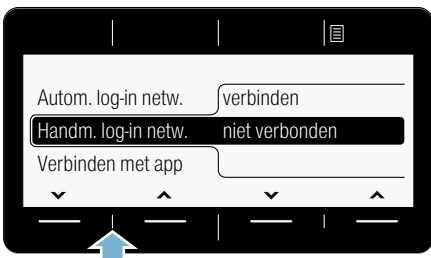 Autom. log-in netw. verbinden
Handm. log-in netw. niet verbonden
Verbinden met app